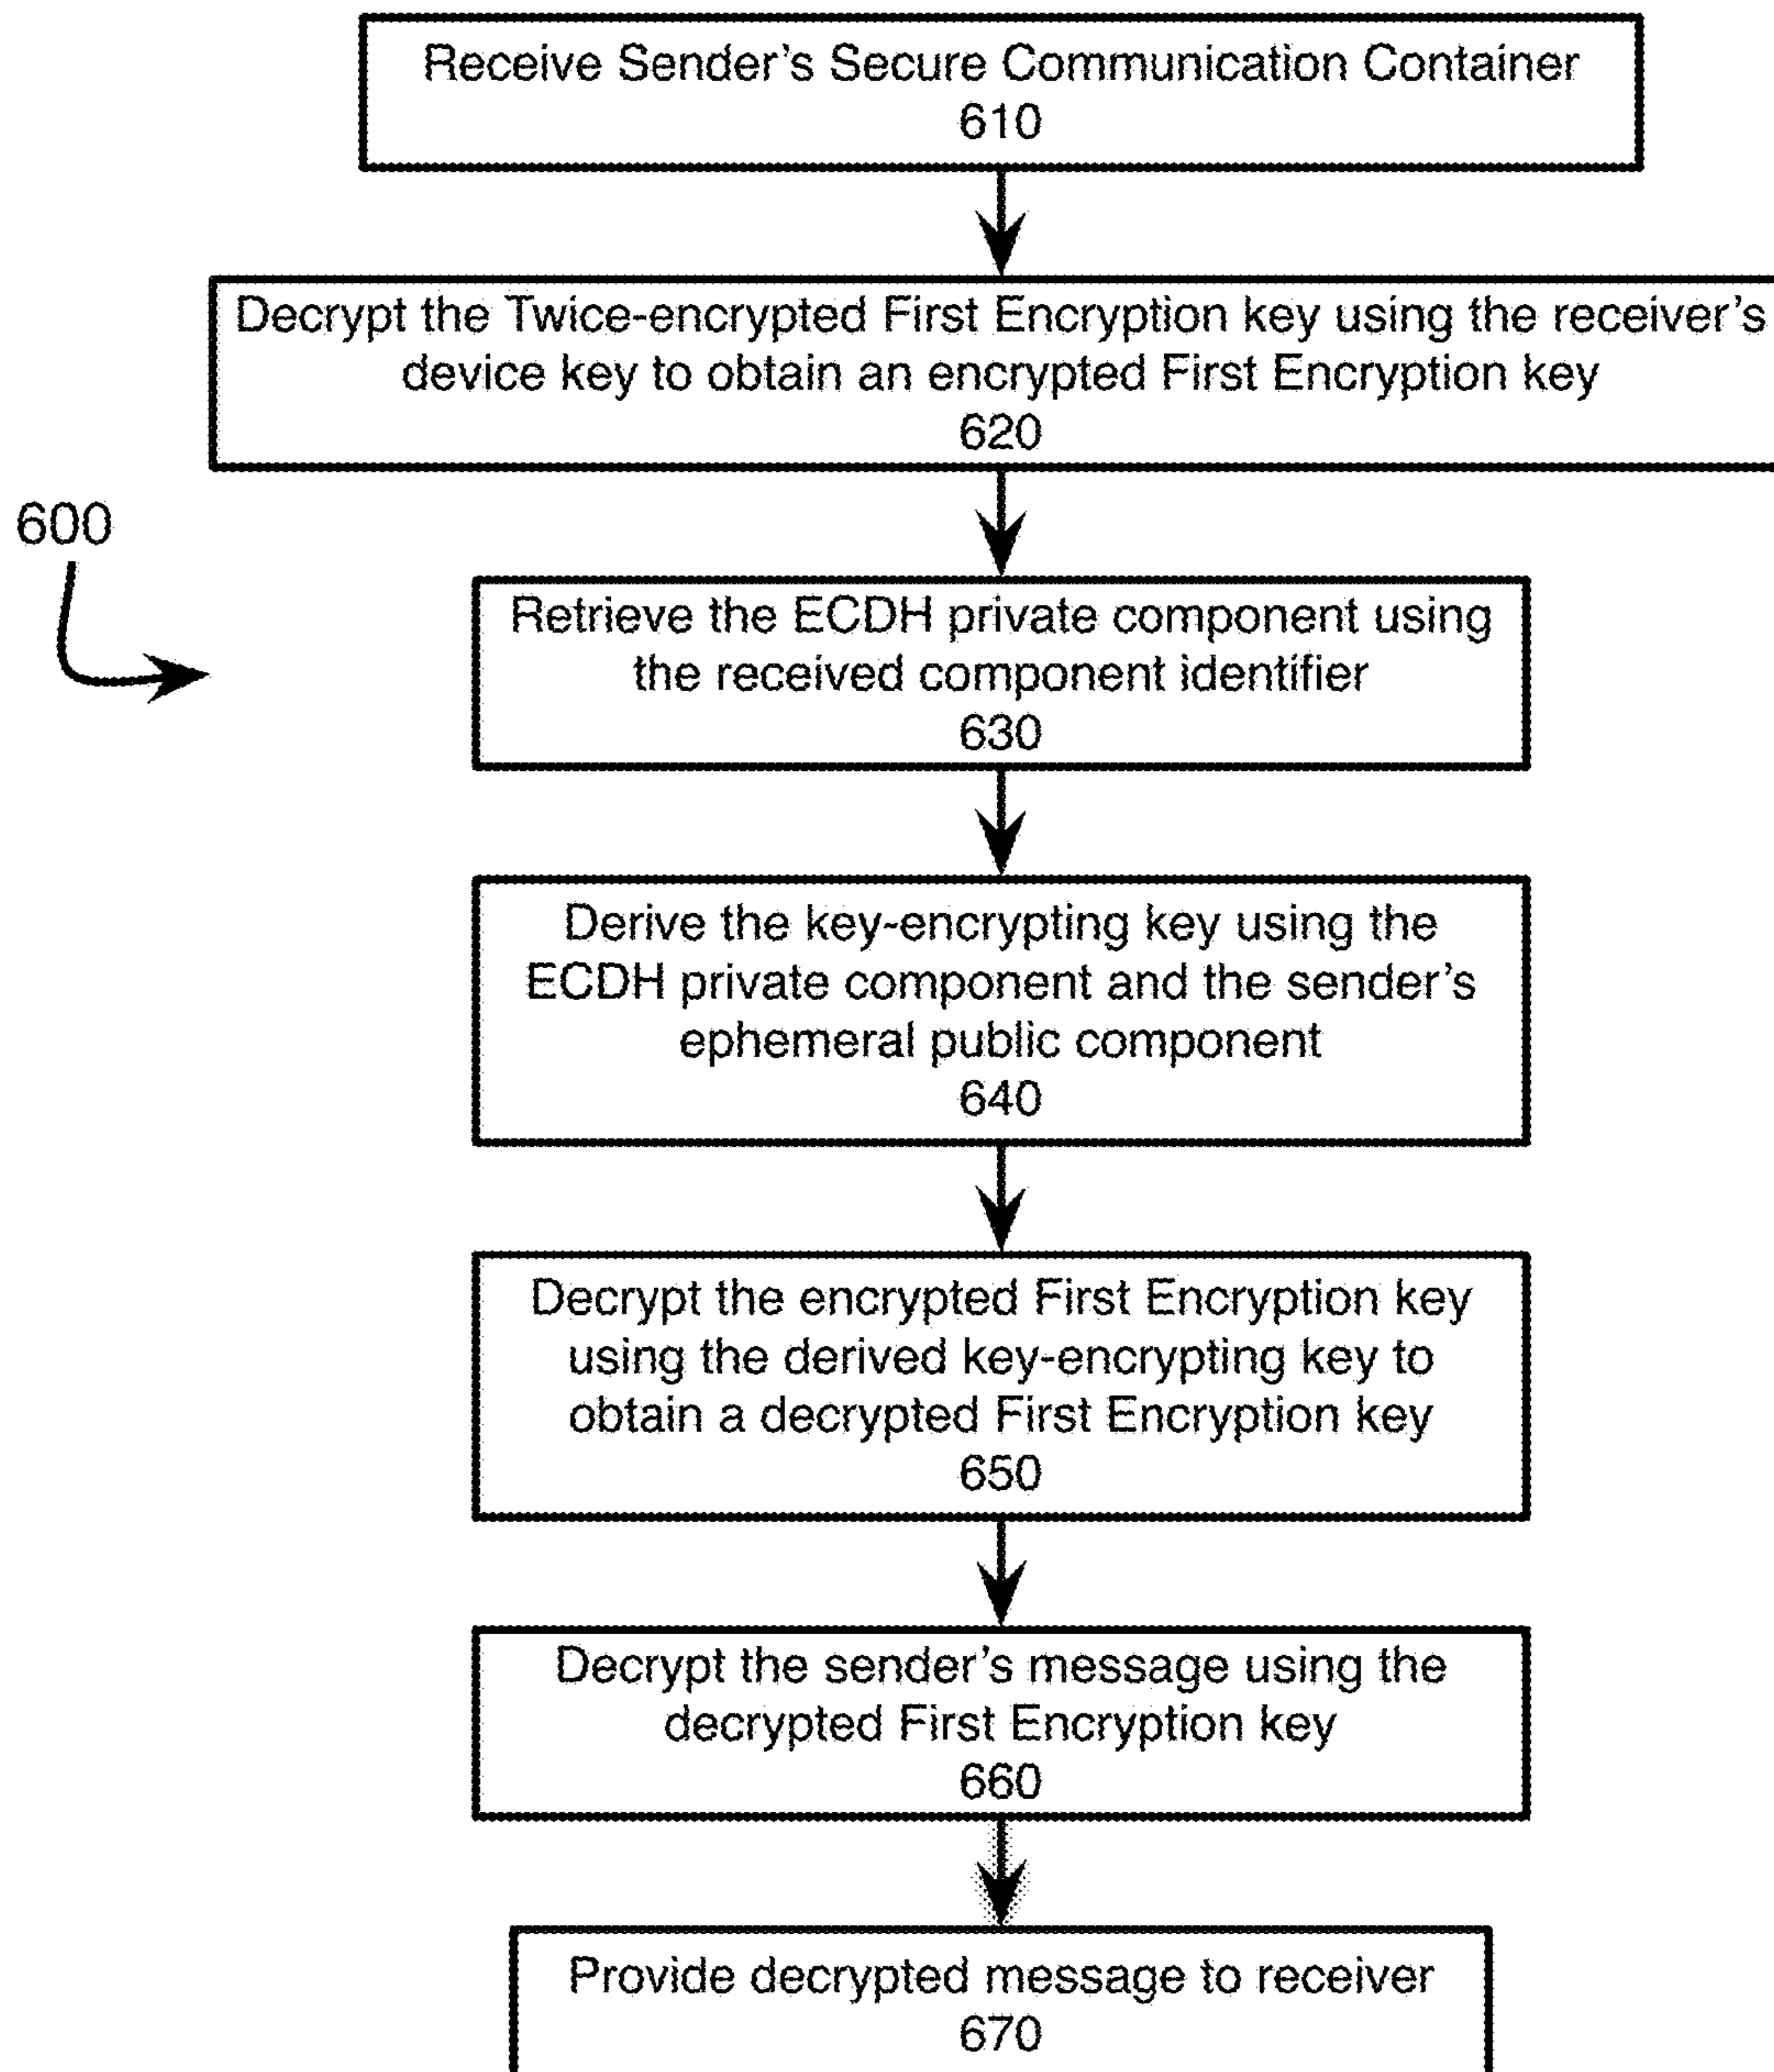 Receive Sender's Secure Communication Container
610
Decrypt the Twice-encrypted First Encryption key using the receiver's
device key to obtain an encrypted First Encryption key
620
600
Retrieve the ECDH private component using
the received component identifier
630
Derive the key-encrypting key using the
ECDH private component and the sender's
ephemeral public component
640
Decrypt the encrypted First Encryption key
using the derived key-encrypting key to
obtain a decrypted First Encryption key
650
Decrypt the sender's message using the
decrypted First Encryption key
660
Provide decrypted message to receiver
670